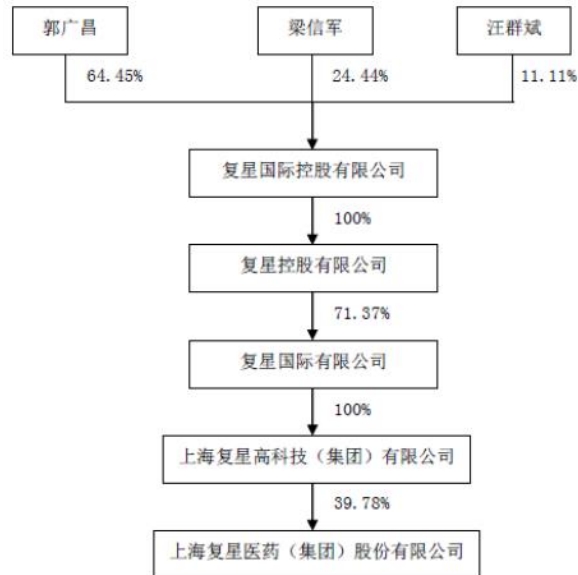 郭广昌 梁信军 汪群斌
64.45% 24.44% 11.11%
复星国际控股有限公司
100%
复星控股有限公司
71.37%
复星国际有限公司
100%
上海复星高科技（集团）有限公司
39.78%
上海复星医药（集团）股份有限公司